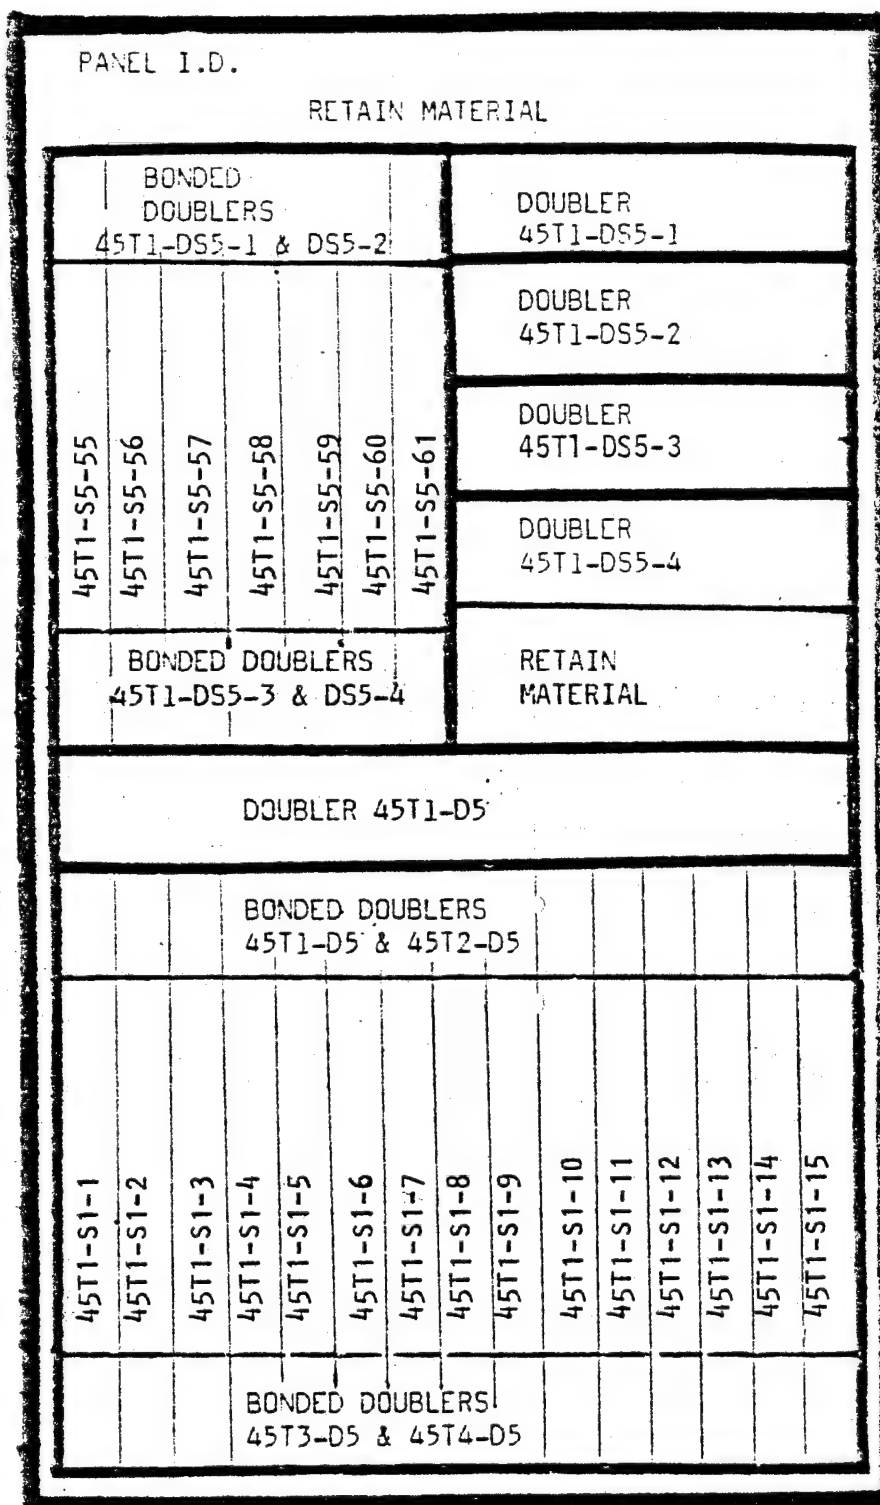 PANEL I.D.
RETAIN MATERIAL
BONDED
DOUBLERS
45T1-DS5-1 & DS5-2
DOUBLER
45T1-DS5-1
DOUBLER
45T1-DS5-2
DOUBLER
45T1-DS5-3
DOUBLER
45T1-DS5-4
45T1-S5-55
45T1-S5-56
45T1-S5-57
45T1-S5-58
45T1-S5-59
45T1-S5-60
45T1-S5-61
BONDED DOUBLERS
45T1-DS5-3 & DS5-4
RETAIN
MATERIAL
DOUBLER 45T1-D5
BONDED DOUBLERS
45T1-D5 & 45T2-D5
45T1-S1-1
45T1-S1-2
45T1-S1-3
45T1-S1-4
45T1-S1-5
45T1-S1-6
45T1-S1-7
45T1-S1-8
45T1-S1-9
45T1-S1-10
45T1-S1-11
45T1-S1-12
45T1-S1-13
45T1-S1-14
45T1-S1-15
BONDED DOUBLERS
45T3-D5 & 45T4-D5